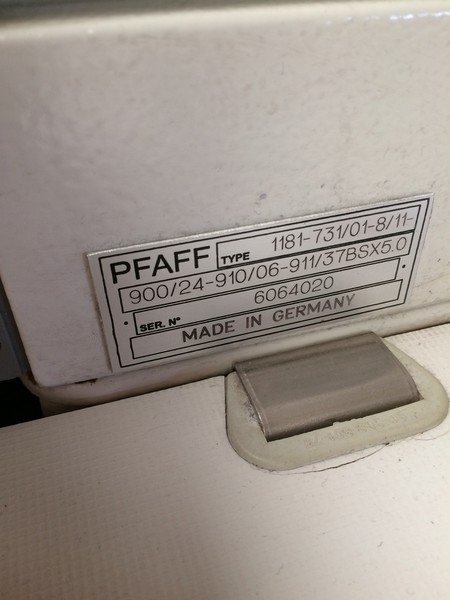 PFAFF TYPE 1181-731/01-8/11-
900/24-910/06-911/37BSX5.0
SER. Nº 6064020
MADE IN GERMANY